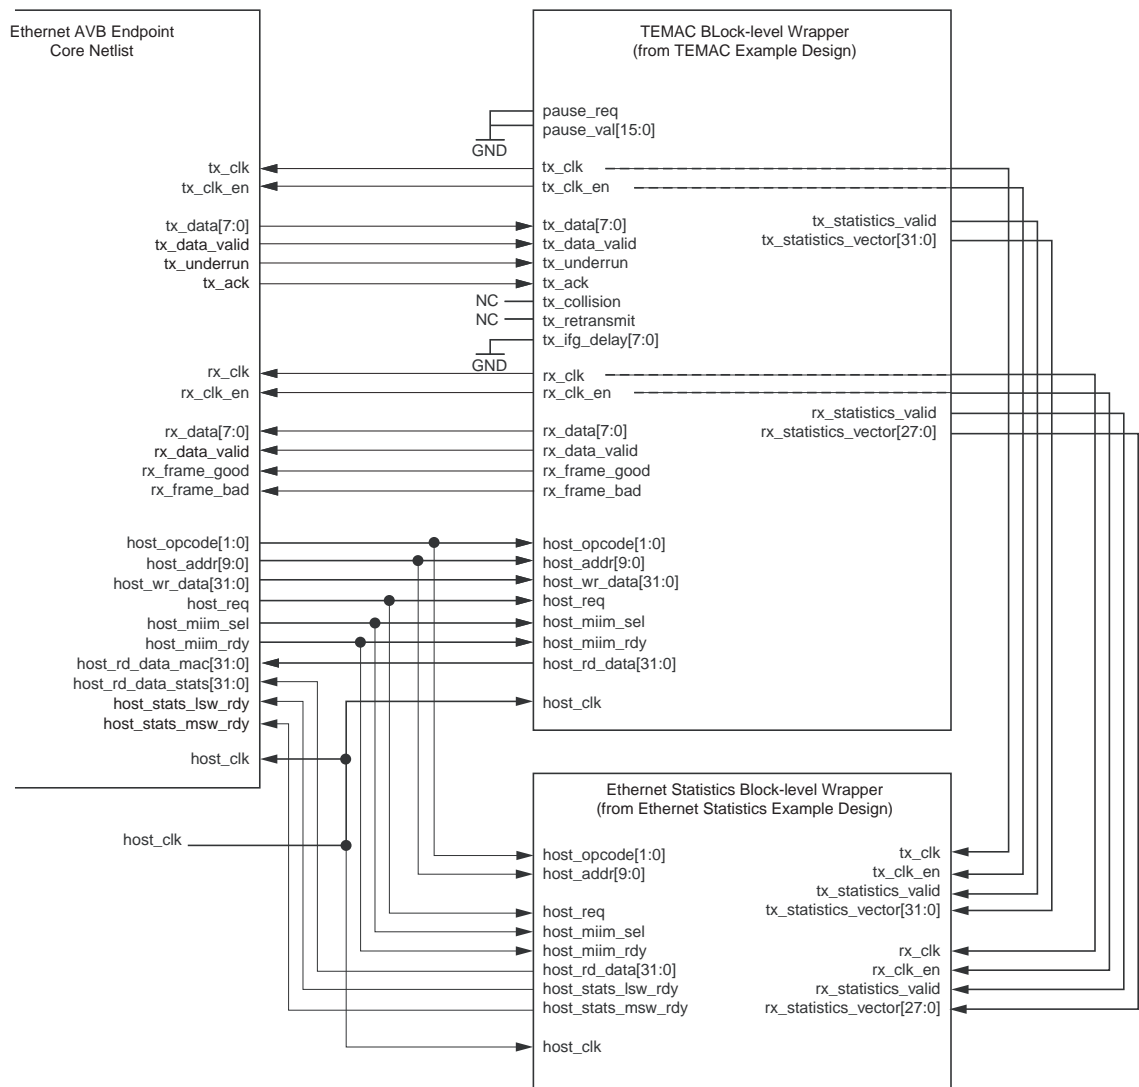 Ethernet AVB Endpoint
Core Netlist
tx_clk
tx_clk_en
tx_data[7:0]
tx_data_valid
tx_underrun
tx_ack
rx_clk
rx_clk_en
rx_data[7:0]
rx_data_valid
rx_frame_good
rx_frame_bad
host_opcode[1:0]
host_addr[9:0]
host_wr_data[31:0]
host_req
host_miim_sel
host_miim_rdy
host_rd_data_mac[31:0]
host_rd_data_stats[31:0]
host_stats_lsw_rdy
host_stats_msw_rdy
host_clk
host_clk
TEMAC BLock-level Wrapper
(from TEMAC Example Design)
pause_req
pause_val[15:0]
GND
tx_clk
tx_clk_en
tx_data[7:0]
tx_data_valid
tx_underrun
tx_ack
NC
tx_collision
NC
tx_retransmit
tx_ifg_delay[7:0]
GND
rx_clk
rx_clk_en
rx_data[7:0]
rx_data_valid
rx_frame_good
rx_frame_bad
host_opcode[1:0]
host_addr[9:0]
host_wr_data[31:0]
host_req
host_miim_sel
host_miim_rdy
host_rd_data[31:0]
host_clk
tx_statistics_valid
tx_statistics_vector[31:0]
rx_statistics_valid
rx_statistics_vector[27:0]
Ethernet Statistics Block-level Wrapper
(from Ethernet Statistics Example Design)
host_opcode[1:0]
host_addr[9:0]
host_req
host_miim_sel
host_miim_rdy
host_rd_data[31:0]
host_stats_lsw_rdy
host_stats_msw_rdy
host_clk
tx_clk
tx_clk_en
tx_statistics_valid
tx_statistics_vector[31:0]
rx_clk
rx_clk_en
rx_statistics_valid
rx_statistics_vector[27:0]